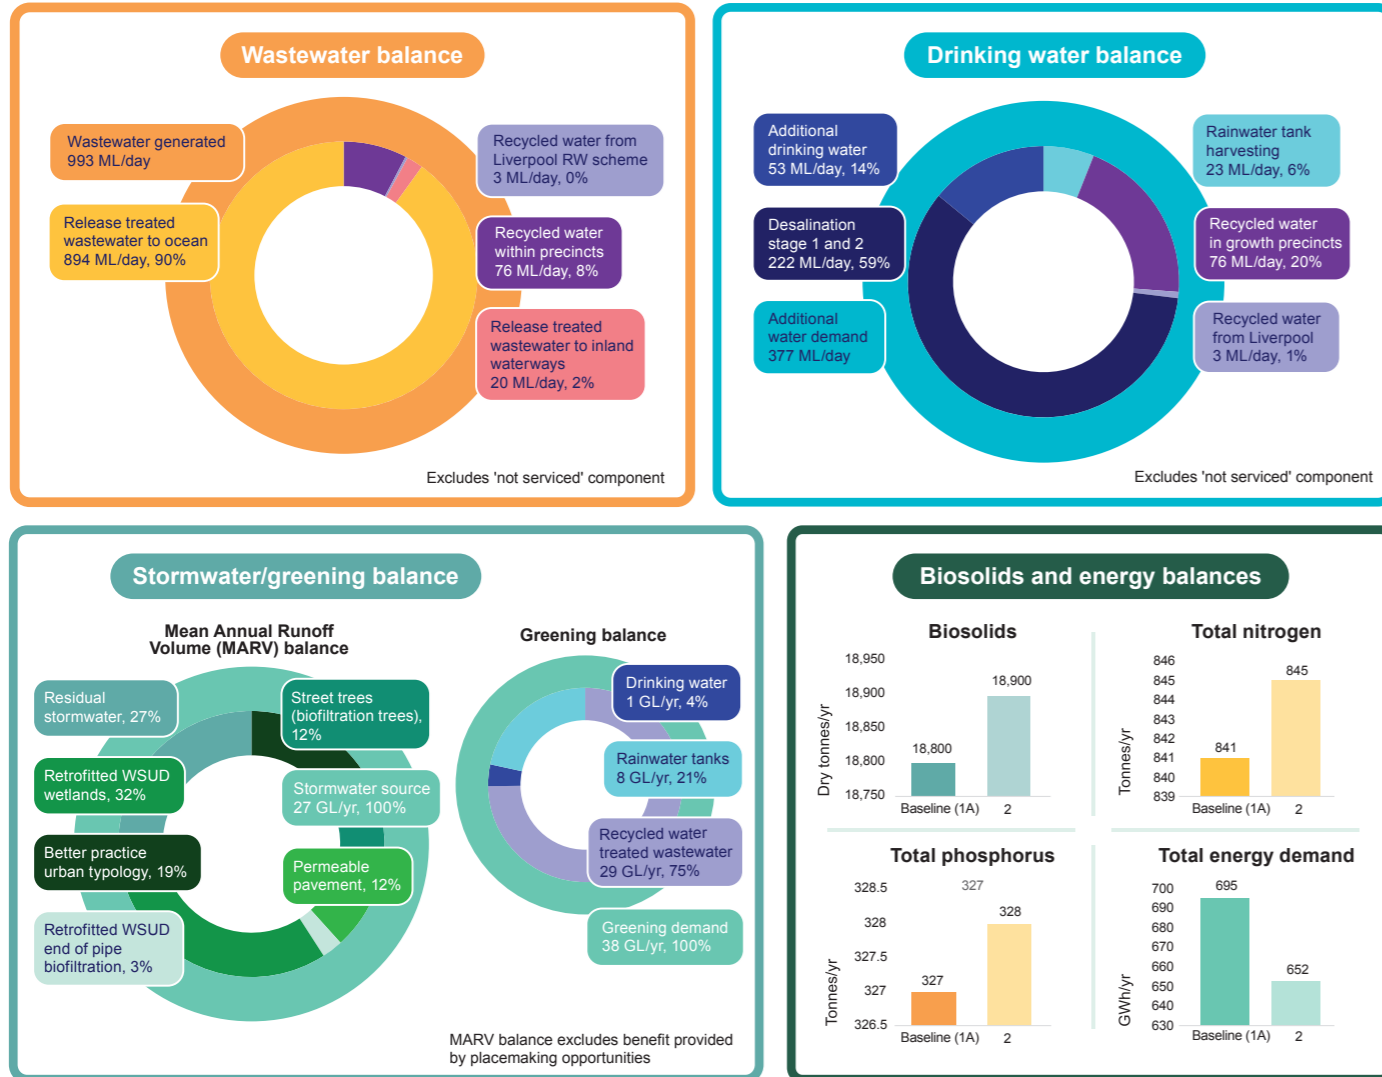 Wastewater balance
Wastewater generated
993 ML/day
Release treated
wastewater to ocean
894 ML/day, 90%
Recycled water from
Liverpool RW scheme
3 ML/day, 0%
Recycled water
within precincts
76 ML/day, 8%
Release treated
wastewater to inland
waterways
20 ML/day, 2%
Excludes 'not serviced' component
Drinking water balance
Additional
drinking water
53 ML/day, 14%
Desalination
stage 1 and 2
222 ML/day, 59%
Additional
water demand
377 ML/day
Rainwater tank
harvesting
23 ML/day, 6%
Recycled water
in growth precincts
76 ML/day, 20%
Recycled water
from Liverpool
3 ML/day, 1%
Excludes 'not serviced' component
Stormwater/greening balance
Mean Annual Runoff
Volume (MARV) balance
Residual
stormwater, 27%
Retrofitted WSUD
wetlands, 32%
Better practice
urban typology, 19%
Retrofitted WSUD
end of pipe
biofiltration, 3%
Street trees
(biofiltration trees),
12%
Stormwater source
27 GL/yr, 100%
Permeable
pavement, 12%
Greening balance
Drinking water
1 GL/yr, 4%
Rainwater tanks
8 GL/yr, 21%
Recycled water
treated wastewater
29 GL/yr, 75%
Greening demand
38 GL/yr, 100%
MARV balance excludes benefit provided
by placemaking opportunities
Biosolids and energy balances
Biosolids
Dry tonnes/yr
18,950
18,900
18,850
18,800
18,750
18,800
18,900
Baseline (1A)
2
Total nitrogen
Tonnes/yr
846
845
844
843
842
841
840
839
841
845
Baseline (1A)
2
Total phosphorus
Tonnes/yr
328.5
328
327.5
327
326.5
327
327
328
Baseline (1A)
2
Total energy demand
GWh/yr
700
690
680
670
660
650
640
630
695
652
Baseline (1A)
2